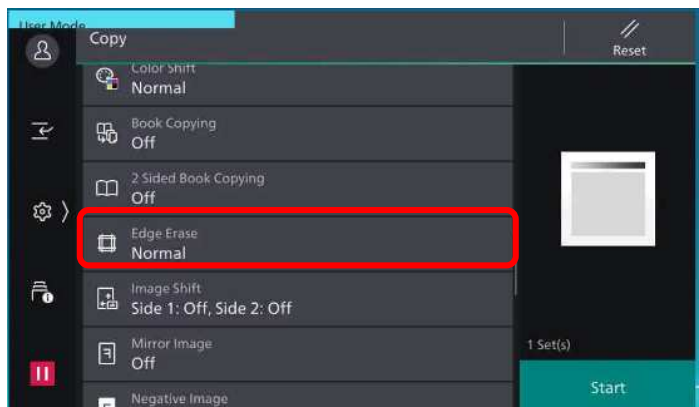 User Mode
Copy
Reset
Color Shift
Normal
Book Copying
Off
2 Sided Book Copying
Off
Edge Erase
Normal
Image Shift
Side 1: Off, Side 2: Off
Mirror Image
Off
Negative Image
1 Set(s)
Start